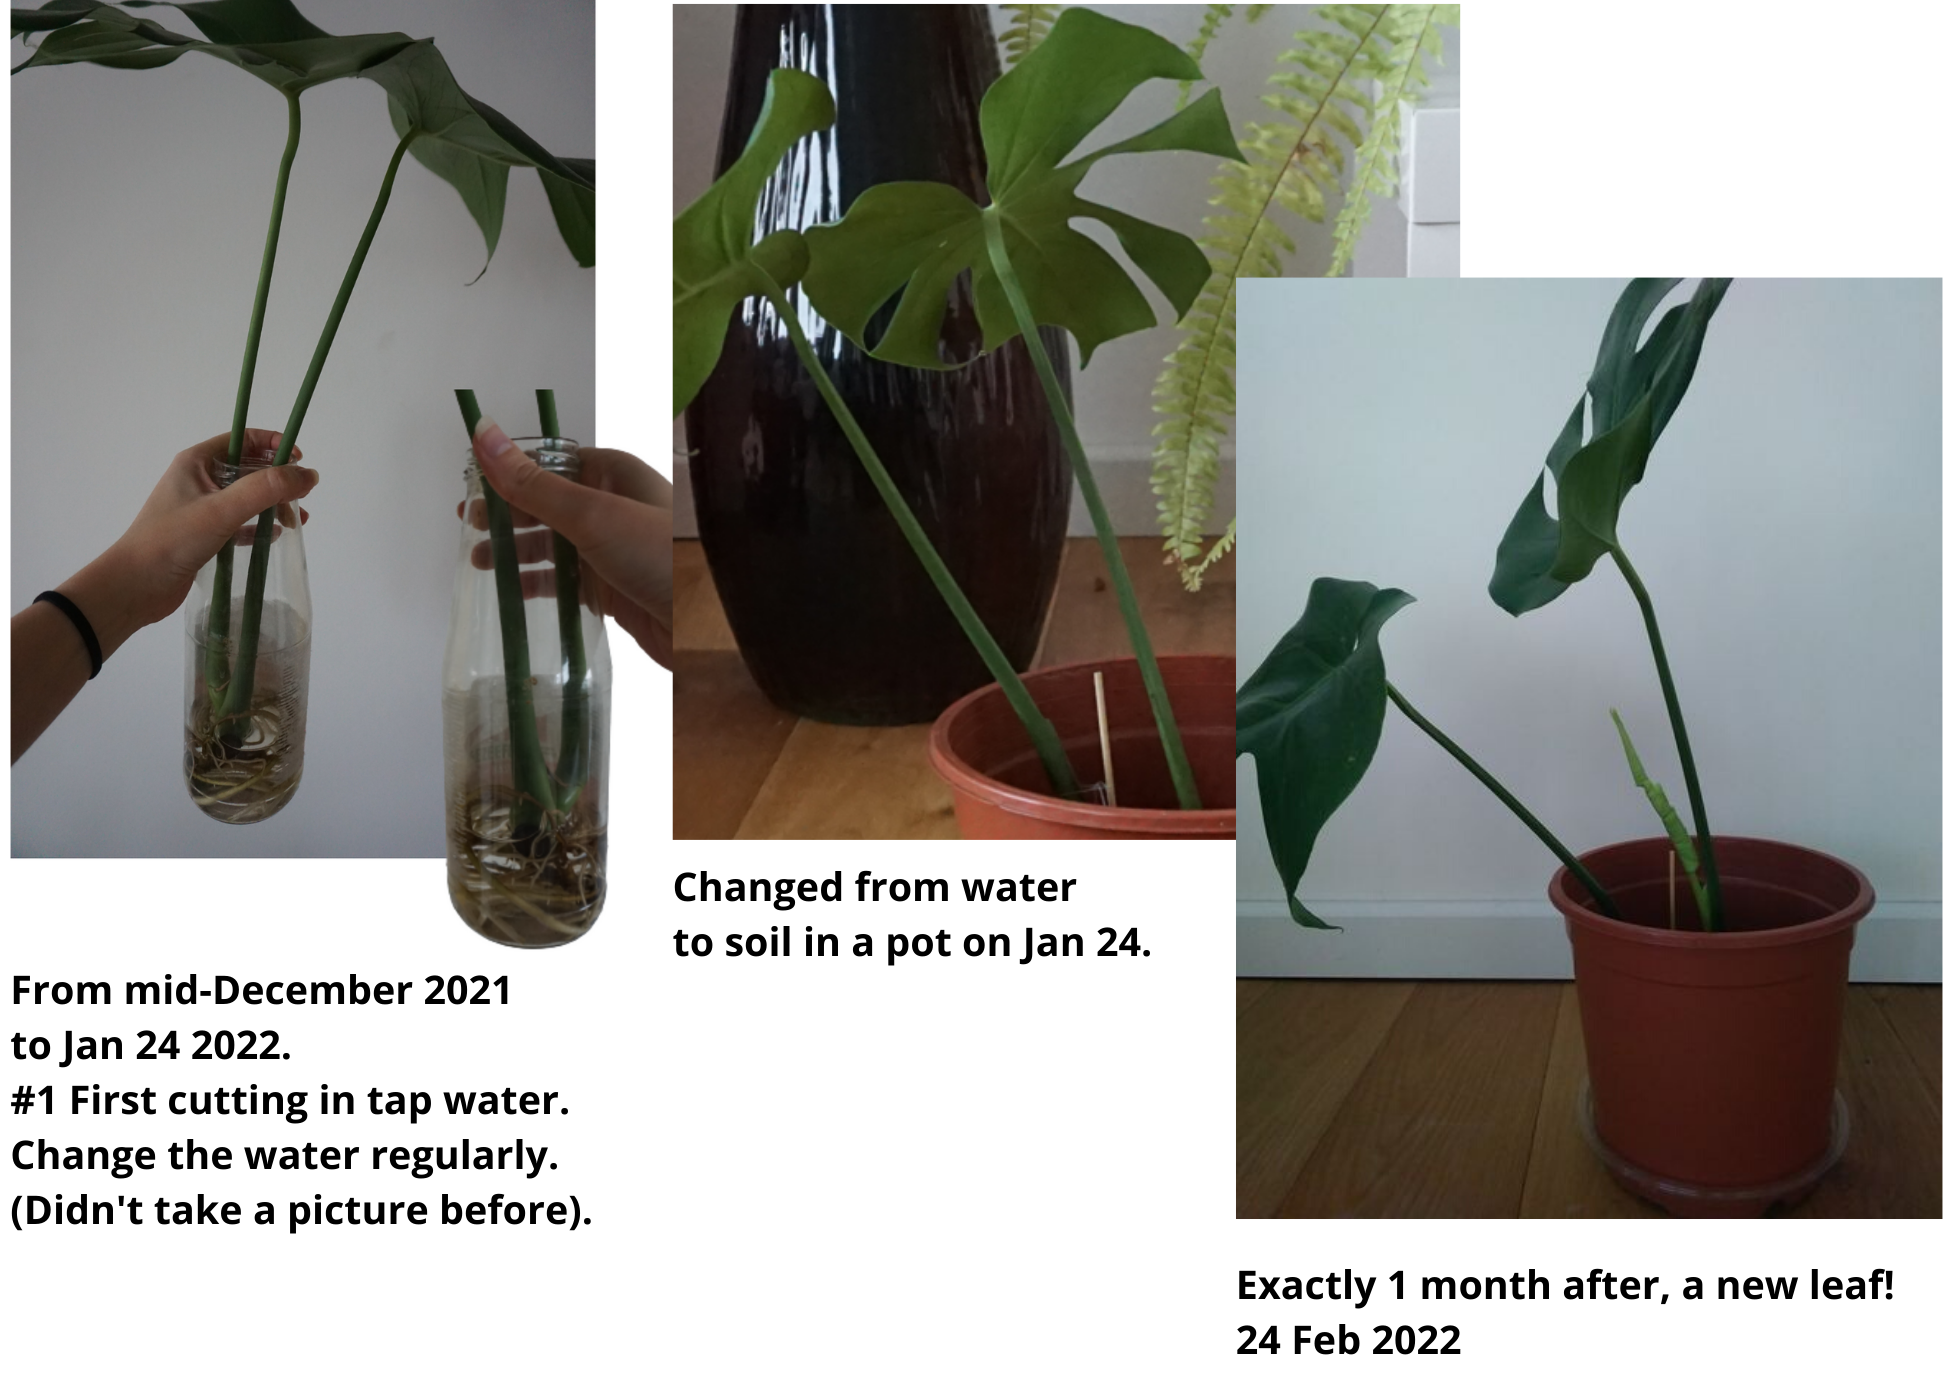 From mid-December 2021
to Jan 24 2022.
#1 First cutting in tap water.
Change the water regularly.
(Didn't take a picture before).
Changed from water
to soil in a pot on Jan 24.
Exactly 1 month after, a new leaf!
24 Feb 2022